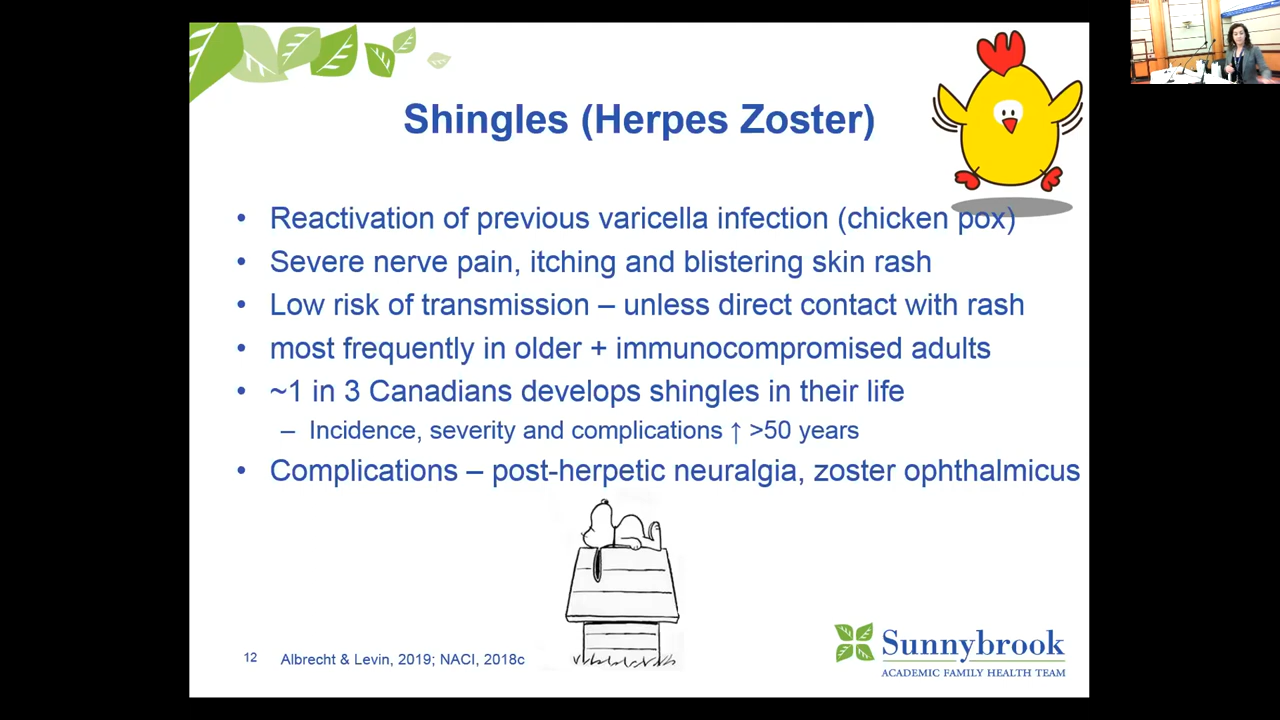 Shingles (Herpes Zoster)
• Reactivation of previous varicella infection (chicken pox)
• Severe nerve pain, itching and blistering skin rash
• Low risk of transmission – unless direct contact with rash
• most frequently in older + immunocompromised adults
• ~1 in 3 Canadians develops shingles in their life
– Incidence, severity and complications ↑ >50 years
• Complications – post-herpetic neuralgia, zoster ophthalmicus
12 Albrecht & Levin, 2019; NACI, 2018c
Sunnybrook
ACADEMIC FAMILY HEALTH TEAM